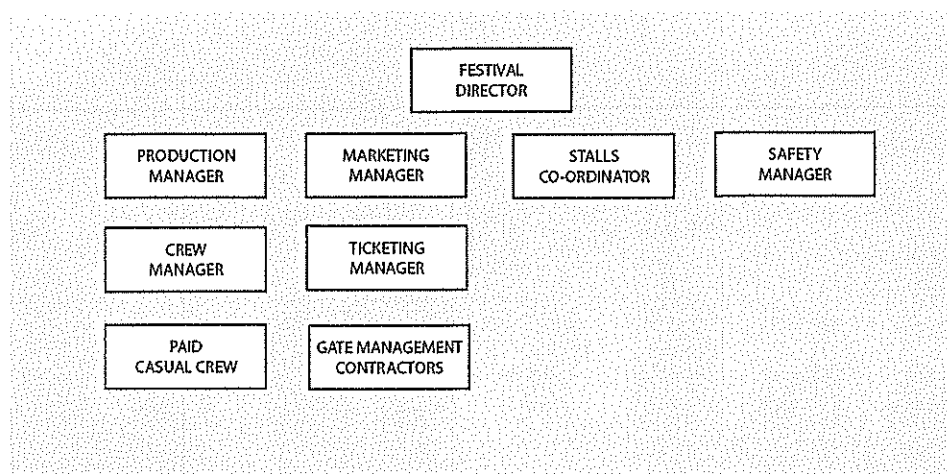 FESTIVAL
DIRECTOR
PRODUCTION
MANAGER
MARKETING
MANAGER
STALLS
CO-ORDINATOR
SAFETY
MANAGER
CREW
MANAGER
TICKETING
MANAGER
PAID
CASUAL CREW
GATE MANAGEMENT
CONTRACTORS